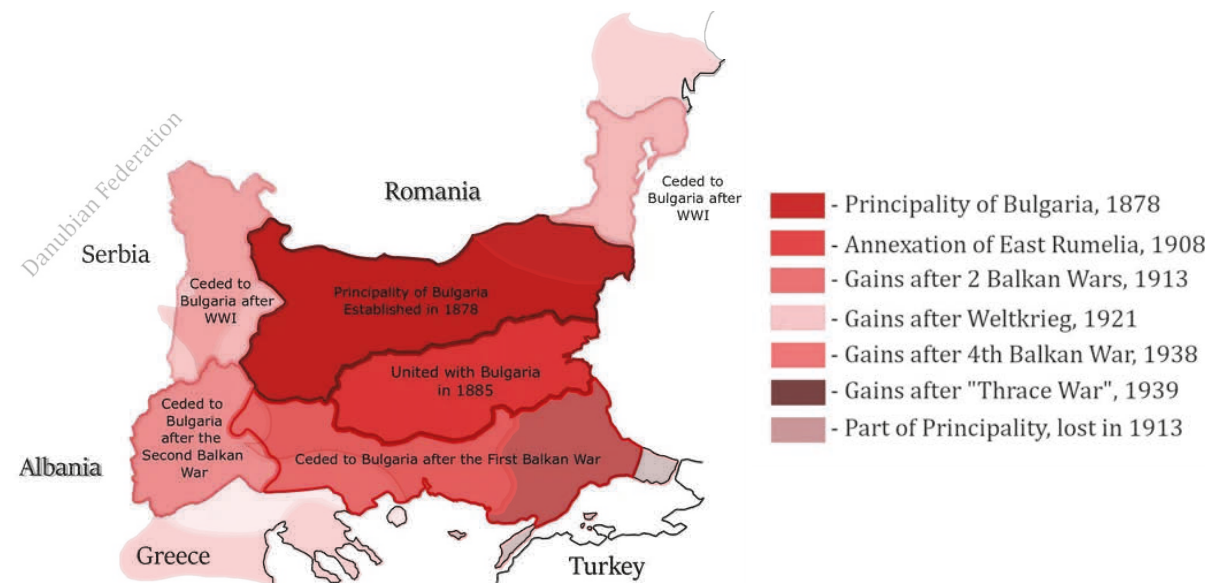 Danubian Federation
Romania
Serbia
Albania
Greece
Turkey
Ceded to
Bulgaria after
WWI
Ceded to
Bulgaria after
WWI
Principality of Bulgaria
Established in 1878
United with Bulgaria
in 1885
Ceded to
Bulgaria
after the
Second Balkan
War
Ceded to Bulgaria after the First Balkan War
- Principality of Bulgaria, 1878
- Annexation of East Rumelia, 1908
- Gains after 2 Balkan Wars, 1913
- Gains after Weltkrieg, 1921
- Gains after 4th Balkan War, 1938
- Gains after "Thrace War", 1939
- Part of Principality, lost in 1913